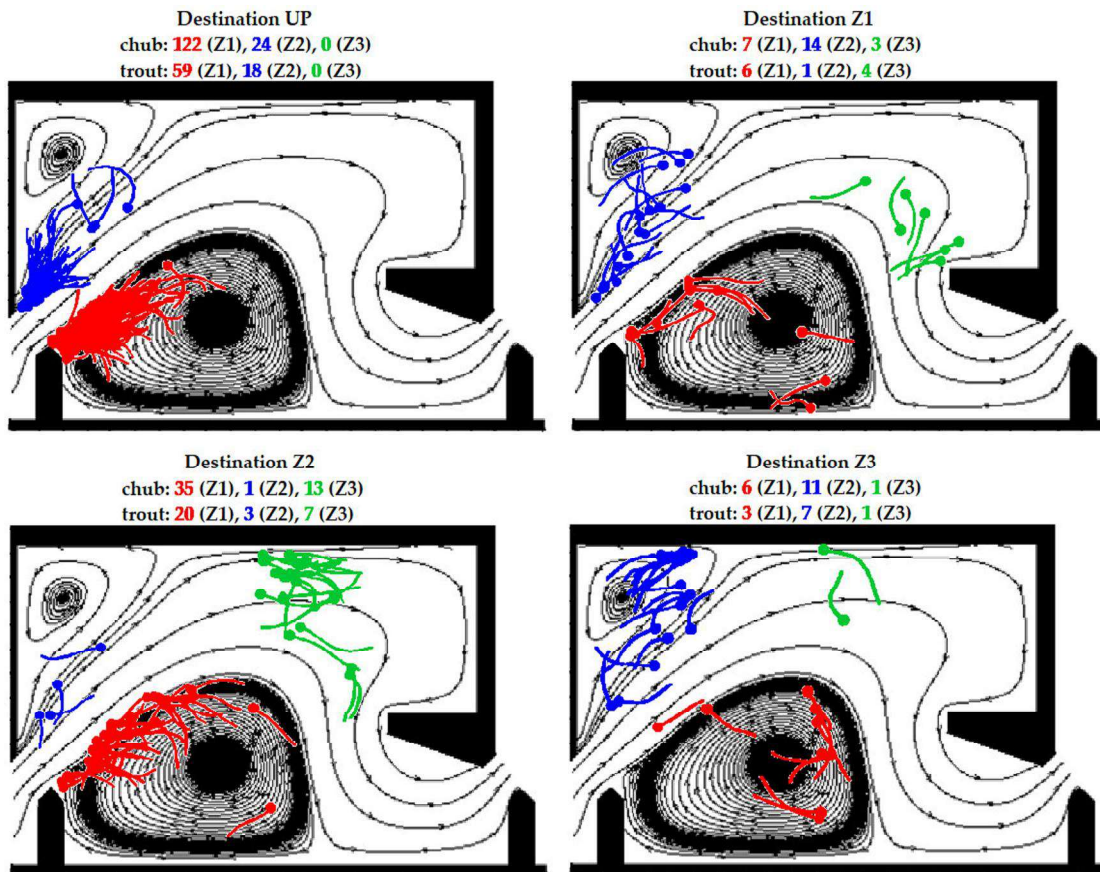 Destination UP
chub: 122 (Z1), 24 (Z2), 0 (Z3)
trout: 59 (Z1), 18 (Z2), 0 (Z3)
Destination Z1
chub: 7 (Z1), 14 (Z2), 3 (Z3)
trout: 6 (Z1), 1 (Z2), 4 (Z3)
Destination Z2
chub: 35 (Z1), 1 (Z2), 13 (Z3)
trout: 20 (Z1), 3 (Z2), 7 (Z3)
Destination Z3
chub: 6 (Z1), 11 (Z2), 1 (Z3)
trout: 3 (Z1), 7 (Z2), 1 (Z3)